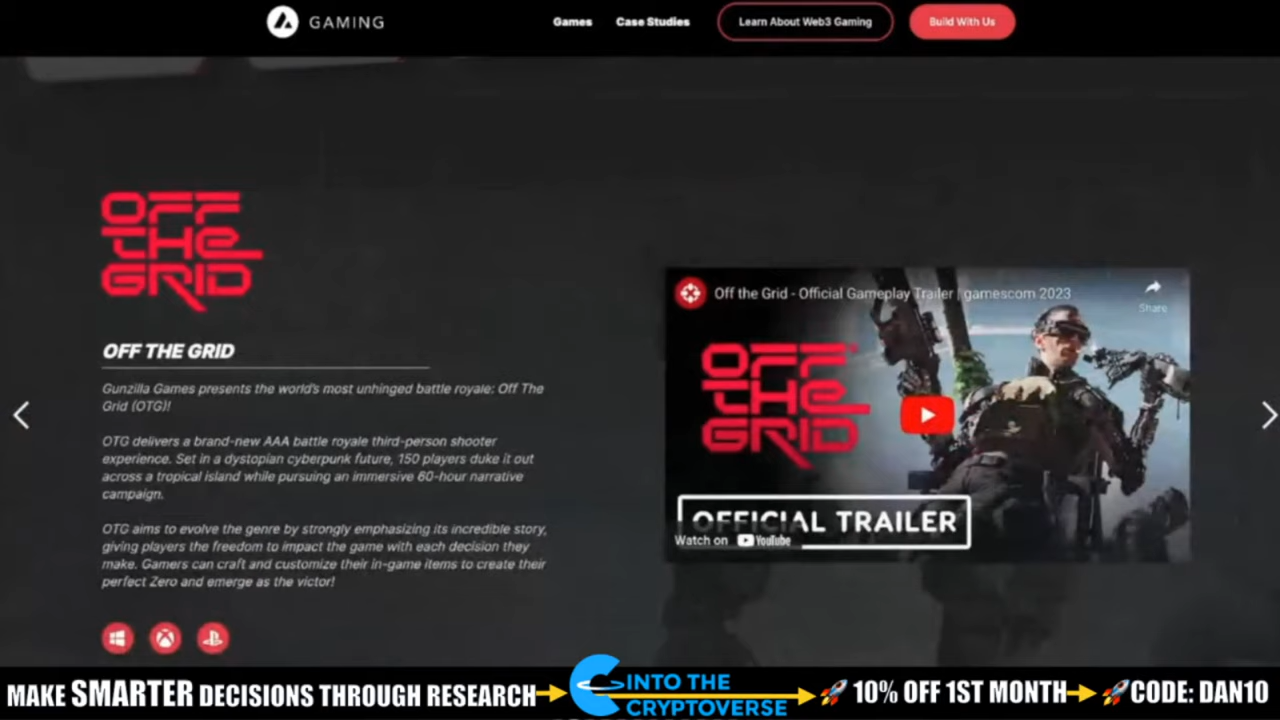 GAMING
Games
Case Studies
Learn About Web3 Gaming
Build With Us
OFF
THE
GRID
OFF THE GRID
Gunzilla Games presents the world's most unhinged battle royale: Off The
Grid (OTG)!
OTG delivers a brand-new AAA battle royale third-person shooter
experience. Set in a dystopian cyberpunk future, 150 players duke it out
across a tropical island while pursuing an immersive 60-hour narrative
campaign.
OTG aims to evolve the genre by strongly emphasizing its incredible story,
giving players the freedom to impact the game with each decision they
make. Gamers can craft and customize their in-game items to create their
perfect Zero and emerge as the victor!
Off the Grid - Official Gameplay Trailer | gamescom 2023
Share
OFF
THE
GRID
OFFICIAL TRAILER
Watch on YouTube
MAKE SMARTER DECISIONS THROUGH RESEARCH
INTO THE
CRYPTOVERSE
10% OFF 1ST MONTH
CODE: DAN10